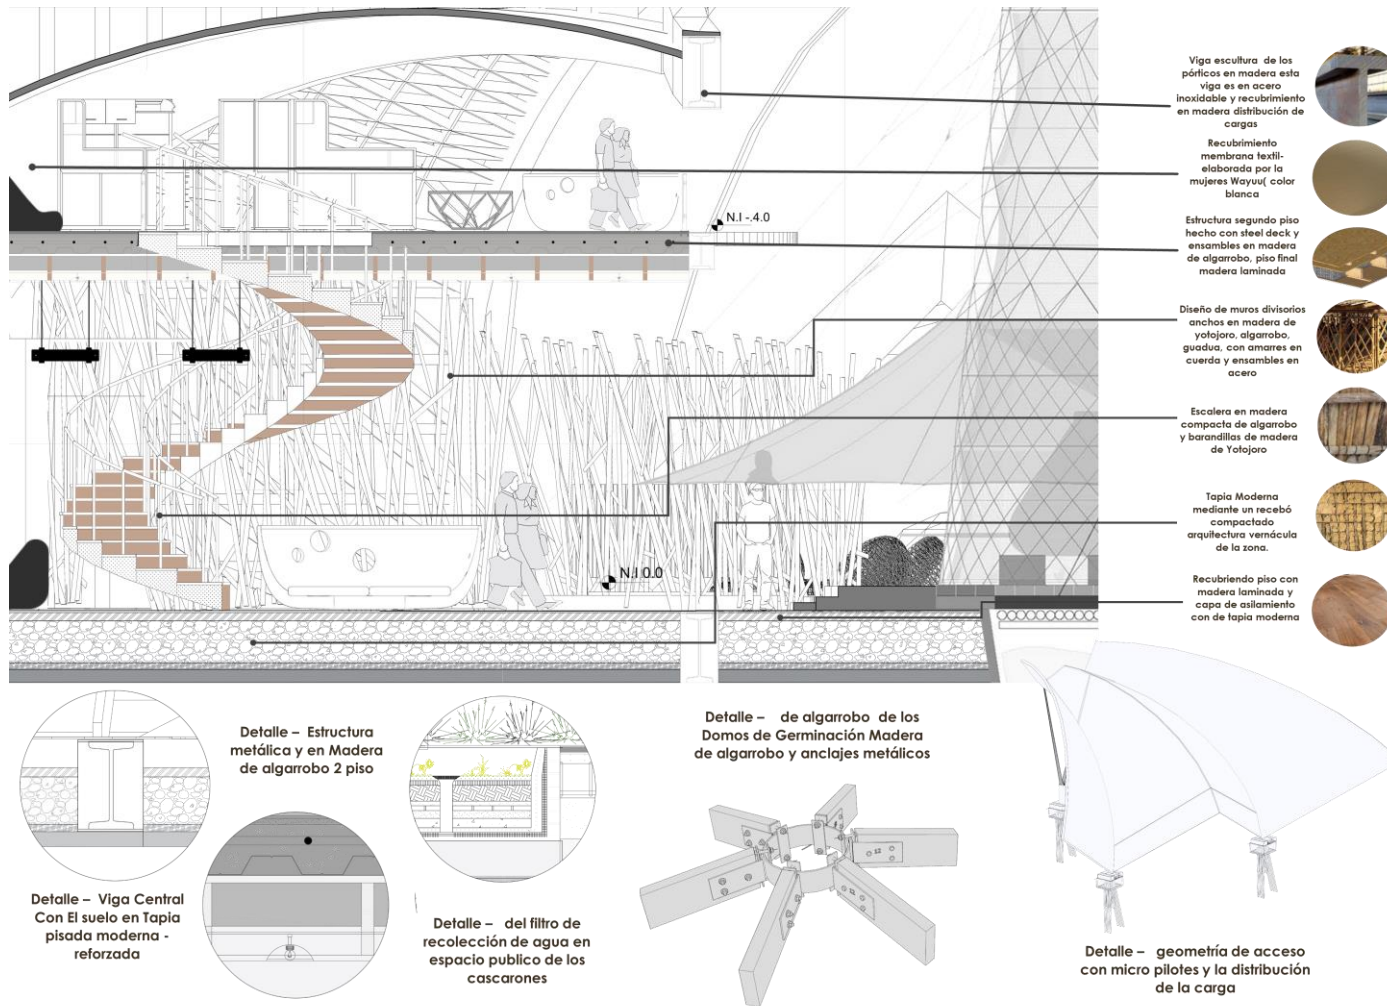 Viga escultura de los
pórticos en madera esta
viga es en acero
inoxidable y recubrimiento
en madera distribución de
cargas
Recubrimiento
membrana textil-
elaborada por la
mujeres Wayuu( color
blanca
N.I -.4.0
Estructura segundo piso
hecho con steel deck y
ensambles en madera
de algarrobo, piso final
madera laminada
Diseño de muros divisorios
anchos en madera de
yotojoro, algarrobo,
guadua, con amarres en
cuerda y ensambles en
acero
Escalera en madera
compacta de algarrobo
y barandillas de madera
de Yotojoro
Tapia Moderna
mediante un recebó
compactado
arquitectura vernácula
de la zona.
N.I 0.0
Recubriendo piso con
madera laminada y
capa de asilamiento
con de tapia moderna
Detalle – Estructura
metálica y en Madera
de algarrobo 2 piso
Detalle – de algarrobo de los
Domos de Germinación Madera
de algarrobo y anclajes metálicos
Detalle – Viga Central
Con El suelo en Tapia
pisada moderna -
reforzada
Detalle – del filtro de
recolección de agua en
espacio publico de los
cascarones
12
Detalle – geometría de acceso
con micro pilotes y la distribución
de la carga